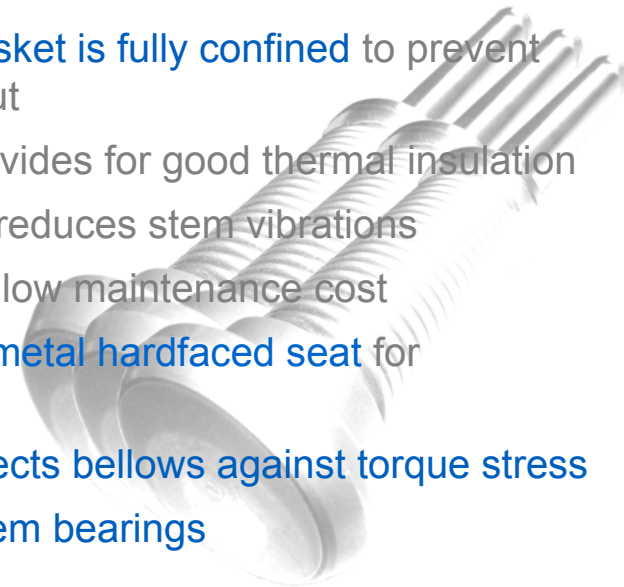 sket is fully confined to prevent
ut
vides for good thermal insulation
reduces stem vibrations
low maintenance cost
metal hardfaced seat for
ects bellows against torque stress
em bearings